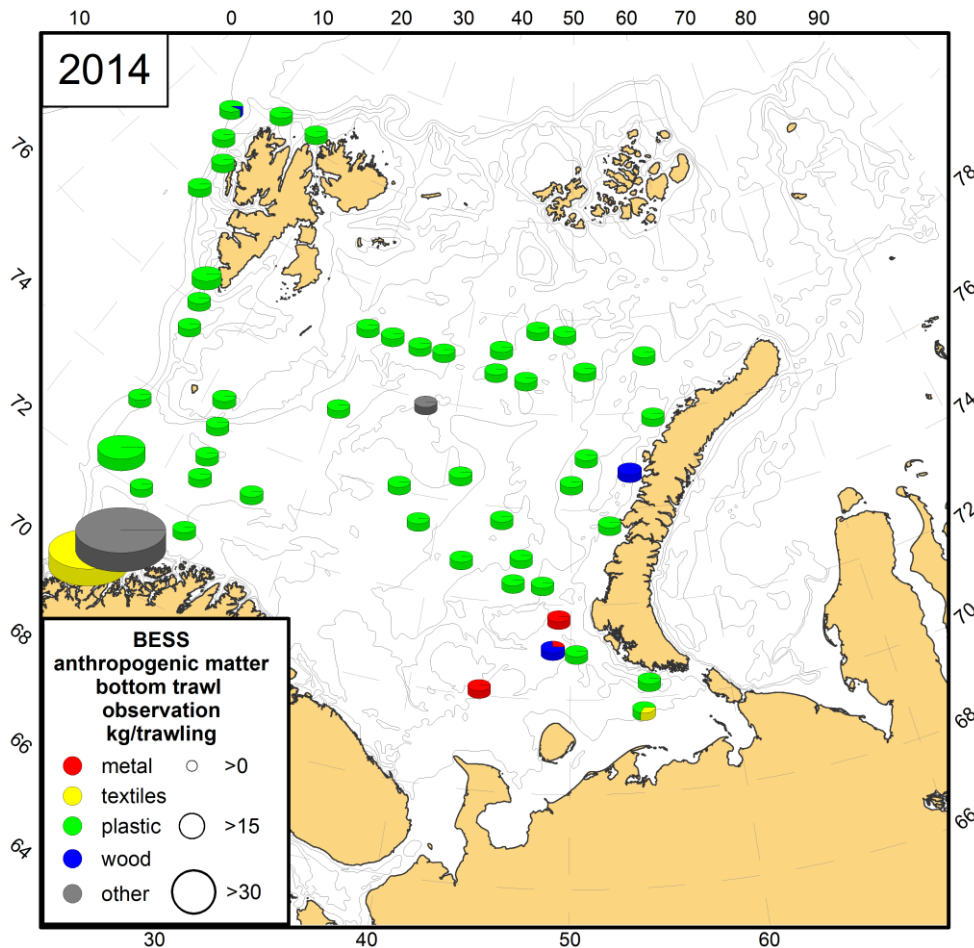 10 0 10 20 30 40 50 60 70 80 90
2014
76
78
74
76
72
74
70
72
68
70
66
68
64
66
BESS
anthropogenic matter
bottom trawl
observation
kg/trawling
metal >0
textiles
plastic >15
wood
other >30
30 40 50 60